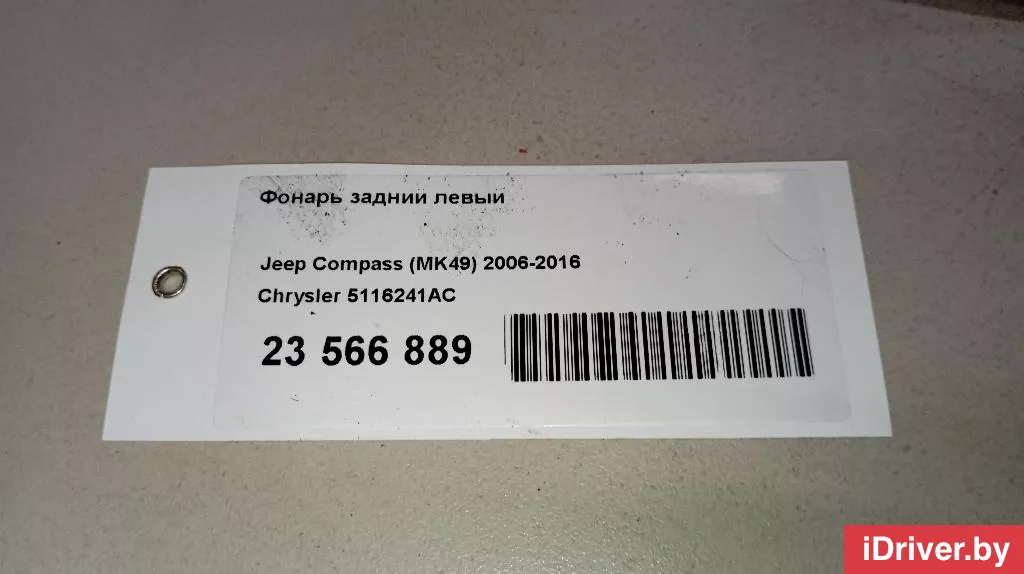 Фонарь задний левый
Jeep Compass (MK49) 2006-2016
Chrysler 5116241AC
23 566 889
iDriver.by